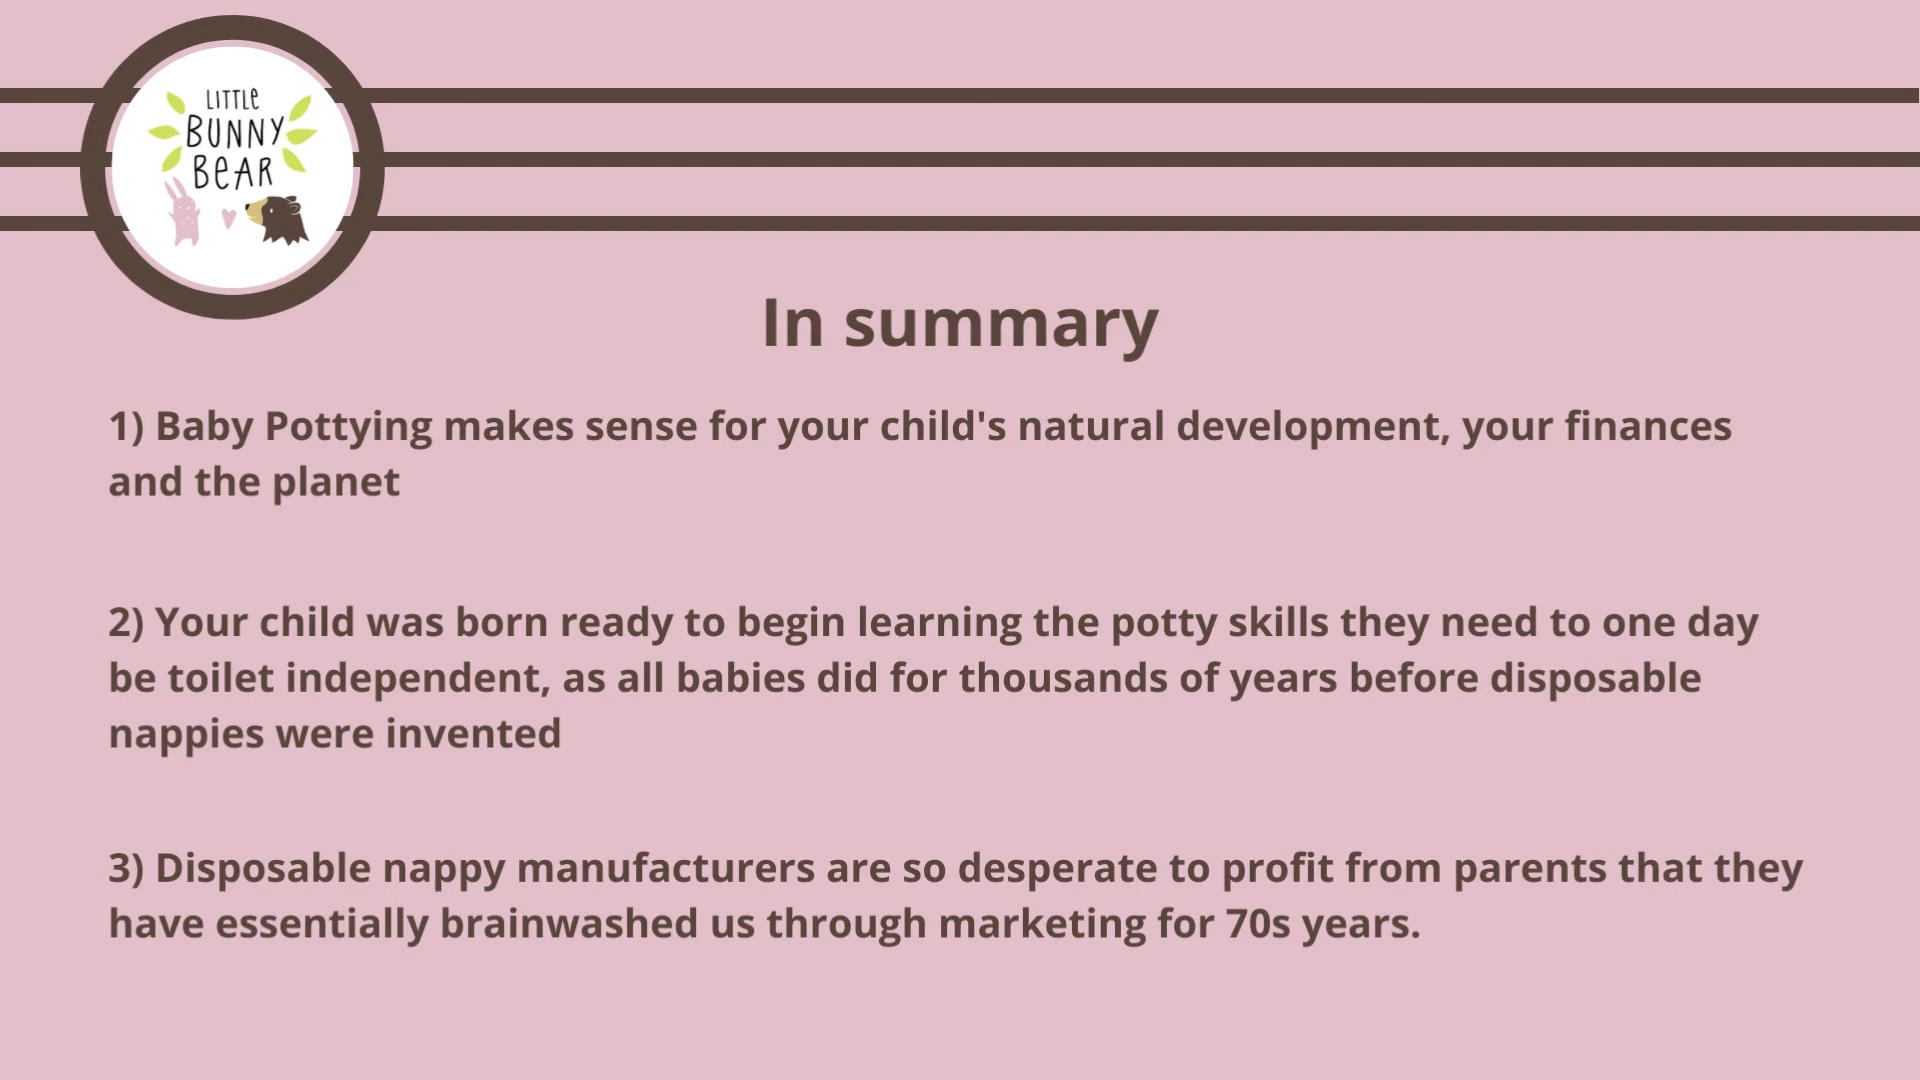 LITTLE
BUNNY
BEAR
In summary
1) Baby Pottying makes sense for your child's natural development, your finances
and the planet
2) Your child was born ready to begin learning the potty skills they need to one day
be toilet independent, as all babies did for thousands of years before disposable
nappies were invented
3) Disposable nappy manufacturers are so desperate to profit from parents that they
have essentially brainwashed us through marketing for 70s years.